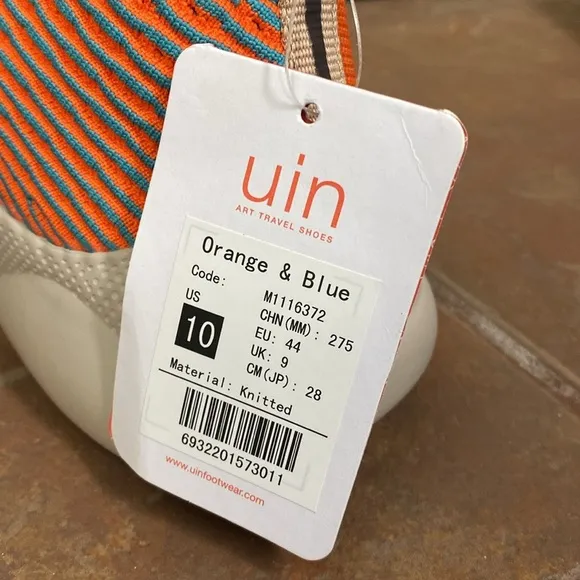 uin
ART TRAVEL SHOES
Orange & Blue
Code: M1116372
US
10
CHN(MM): 275
EU: 44
UK: 9
CM(JP): 28
Material: Knitted
6932201573011
www.uinfootwear.com